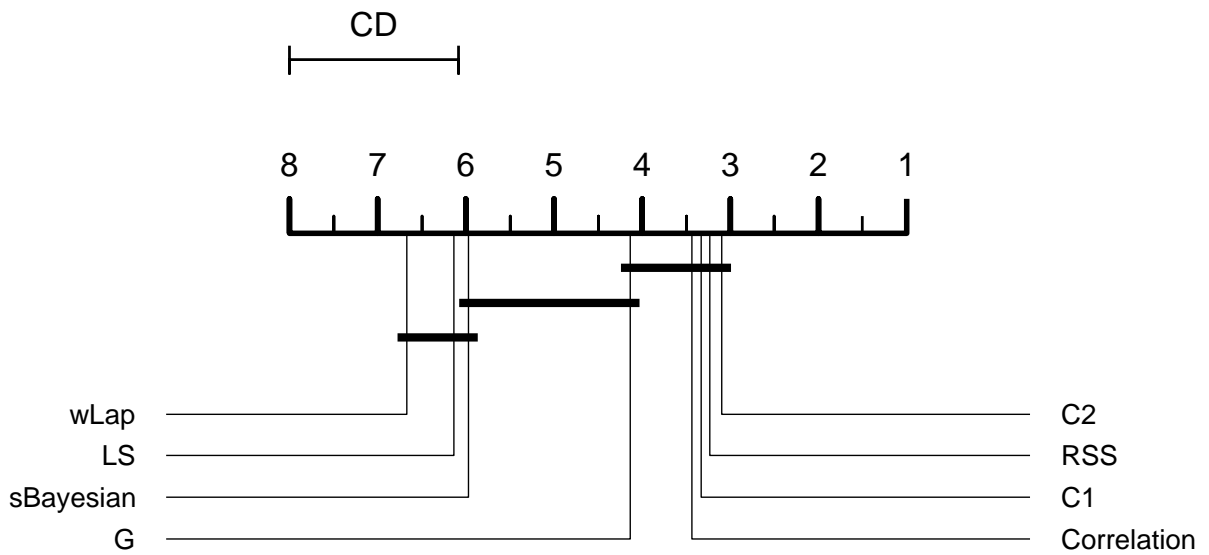 CD
8 7 6 5 4 3 2 1
wLap C2
LS RSS
sBayesian C1
G Correlation